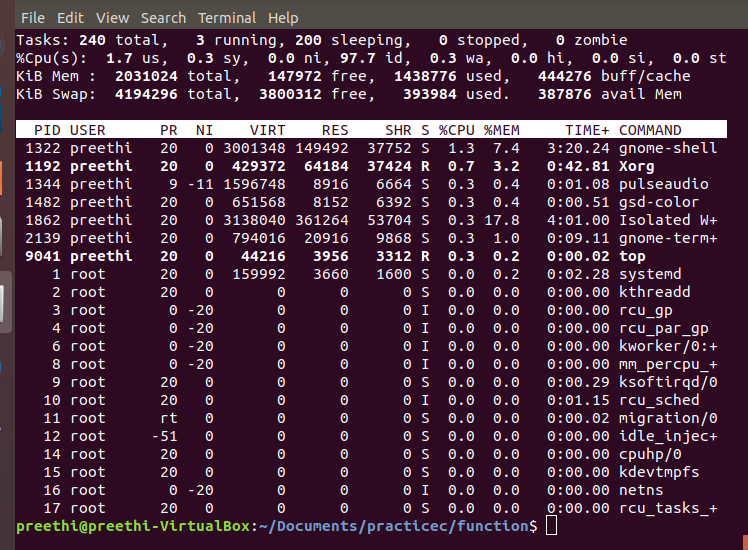 File Edit View Search Terminal Help
Tasks: 240 total, 3 running, 200 sleeping, 0 stopped, 0 zombie
%Cpu(s): 1.7 us, 0.3 sy, 0.0 ni, 97.7 id, 0.3 wa, 0.0 hi, 0.0 si, 0.0 st
KiB Mem : 2031024 total, 147972 free, 1438776 used, 444276 buff/cache
KiB Swap: 4194296 total, 3800312 free, 393984 used. 387876 avail Mem
PID USER PR NI VIRT RES SHR S %CPU %MEM TIME+ COMMAND
1322 preethi 20 0 3001348 149492 37752 S 1.3 7.4 3:20.24 gnome-shell
1192 preethi 20 0 429372 64184 37424 R 0.7 3.2 0:42.81 Xorg
1344 preethi 9 -11 1596748 8916 6664 S 0.3 0.4 0:01.08 pulseaudio
1482 preethi 20 0 651568 8152 6392 S 0.3 0.4 0:00.51 gsd-color
1862 preethi 20 0 3138040 361264 53704 S 0.3 17.8 4:01.00 Isolated W+
2139 preethi 20 0 794016 20916 9868 S 0.3 1.0 0:09.11 gnome-term+
9041 preethi 20 0 44216 3956 3312 R 0.3 0.2 0:00.02 top
1 root 20 0 159992 3660 1600 S 0.0 0.2 0:02.28 systemd
2 root 20 0 0 0 0 S 0.0 0.0 0:00.00 kthreadd
3 root 0 -20 0 0 0 I 0.0 0.0 0:00.00 rcu_gp
4 root 0 -20 0 0 0 I 0.0 0.0 0:00.00 rcu_par_gp
6 root 0 -20 0 0 0 I 0.0 0.0 0:00.00 kworker/0:+
8 root 0 -20 0 0 0 I 0.0 0.0 0:00.00 mm_percpu_+
9 root 20 0 0 0 0 S 0.0 0.0 0:00.29 ksoftirqd/0
10 root 20 0 0 0 0 I 0.0 0.0 0:01.15 rcu_sched
11 root rt 0 0 0 0 S 0.0 0.0 0:00.02 migration/0
12 root -51 0 0 0 0 S 0.0 0.0 0:00.00 idle_injec+
14 root 20 0 0 0 0 S 0.0 0.0 0:00.00 cpuhp/0
15 root 20 0 0 0 0 S 0.0 0.0 0:00.00 kdevtmpfs
16 root 0 -20 0 0 0 I 0.0 0.0 0:00.00 netns
17 root 20 0 0 0 0 S 0.0 0.0 0:00.00 rcu_tasks_+
preethi@preethi-VirtualBox:~/Documents/practicec/function$